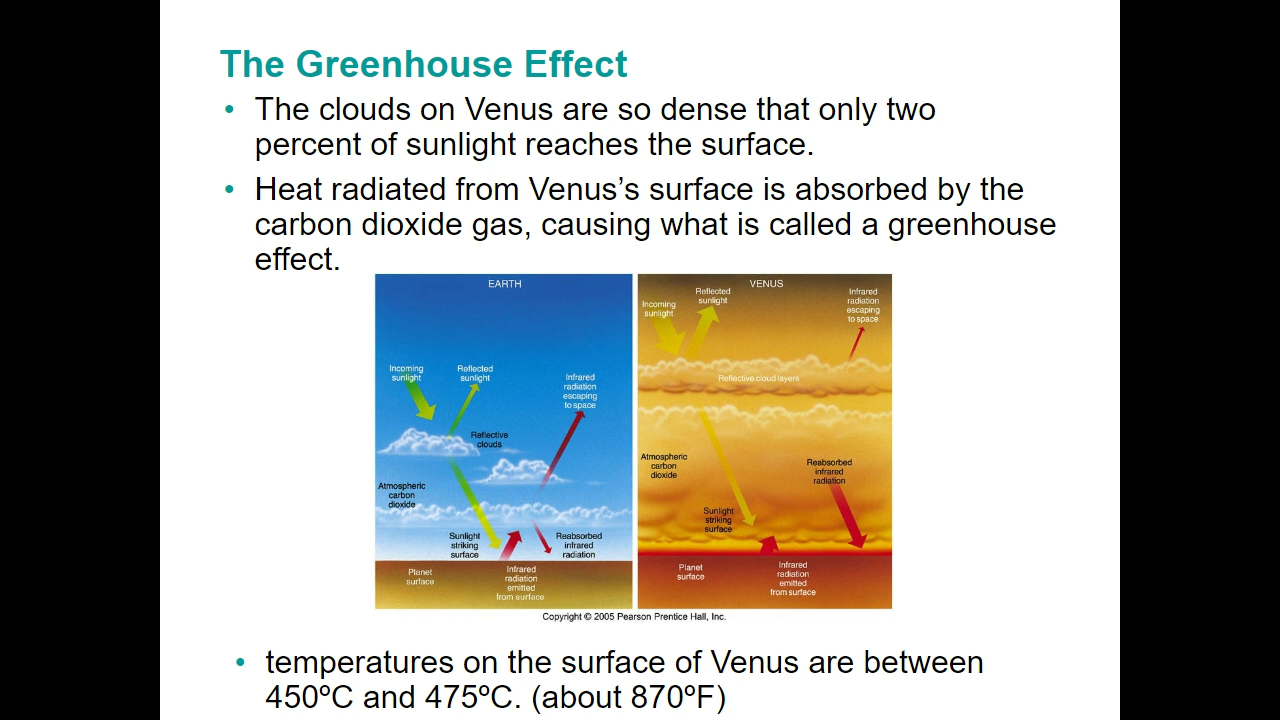 The Greenhouse Effect
• The clouds on Venus are so dense that only two
percent of sunlight reaches the surface.
• Heat radiated from Venus’s surface is absorbed by the
carbon dioxide gas, causing what is called a greenhouse
effect.
EARTH
Incoming
sunlight
Reflected
sunlight
Infrared
radiation
escaping
to space
Reflective
clouds
Atmospheric
carbon
dioxide
Sunlight
striking
surface
Reabsorbed
infrared
radiation
Planet
surface
Infrared
radiation
emitted
from surface
VENUS
Incoming
sunlight
Reflected
sunlight
Infrared
radiation
escaping
to space
Reflective cloud layers
Atmospheric
carbon
dioxide
Reabsorbed
infrared
radiation
Sunlight
striking
surface
Planet
surface
Infrared
radiation
emitted
from surface
Copyright © 2005 Pearson Prentice Hall, Inc.
• temperatures on the surface of Venus are between
450ºC and 475ºC. (about 870ºF)